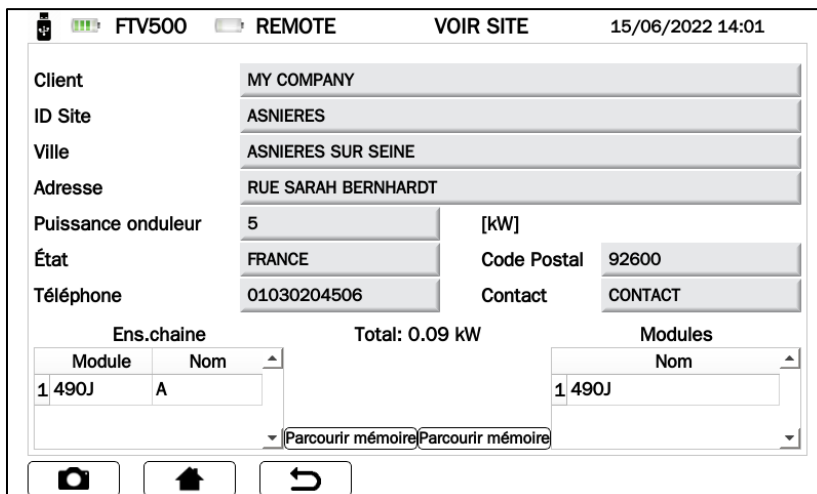 FTV500 REMOTE VOIR SITE 15/06/2022 14:01
Client MY COMPANY
ID Site ASNIERES
Ville ASNIERES SUR SEINE
Adresse RUE SARAH BERNHARDT
Puissance onduleur 5 [kW]
État FRANCE Code Postal 92600
Téléphone 01030204506 Contact CONTACT
Ens.chaine Total: 0.09 kW Modules
Module Nom Nom
1 490J A 1 490J
Parcourir mémoire Parcourir mémoire